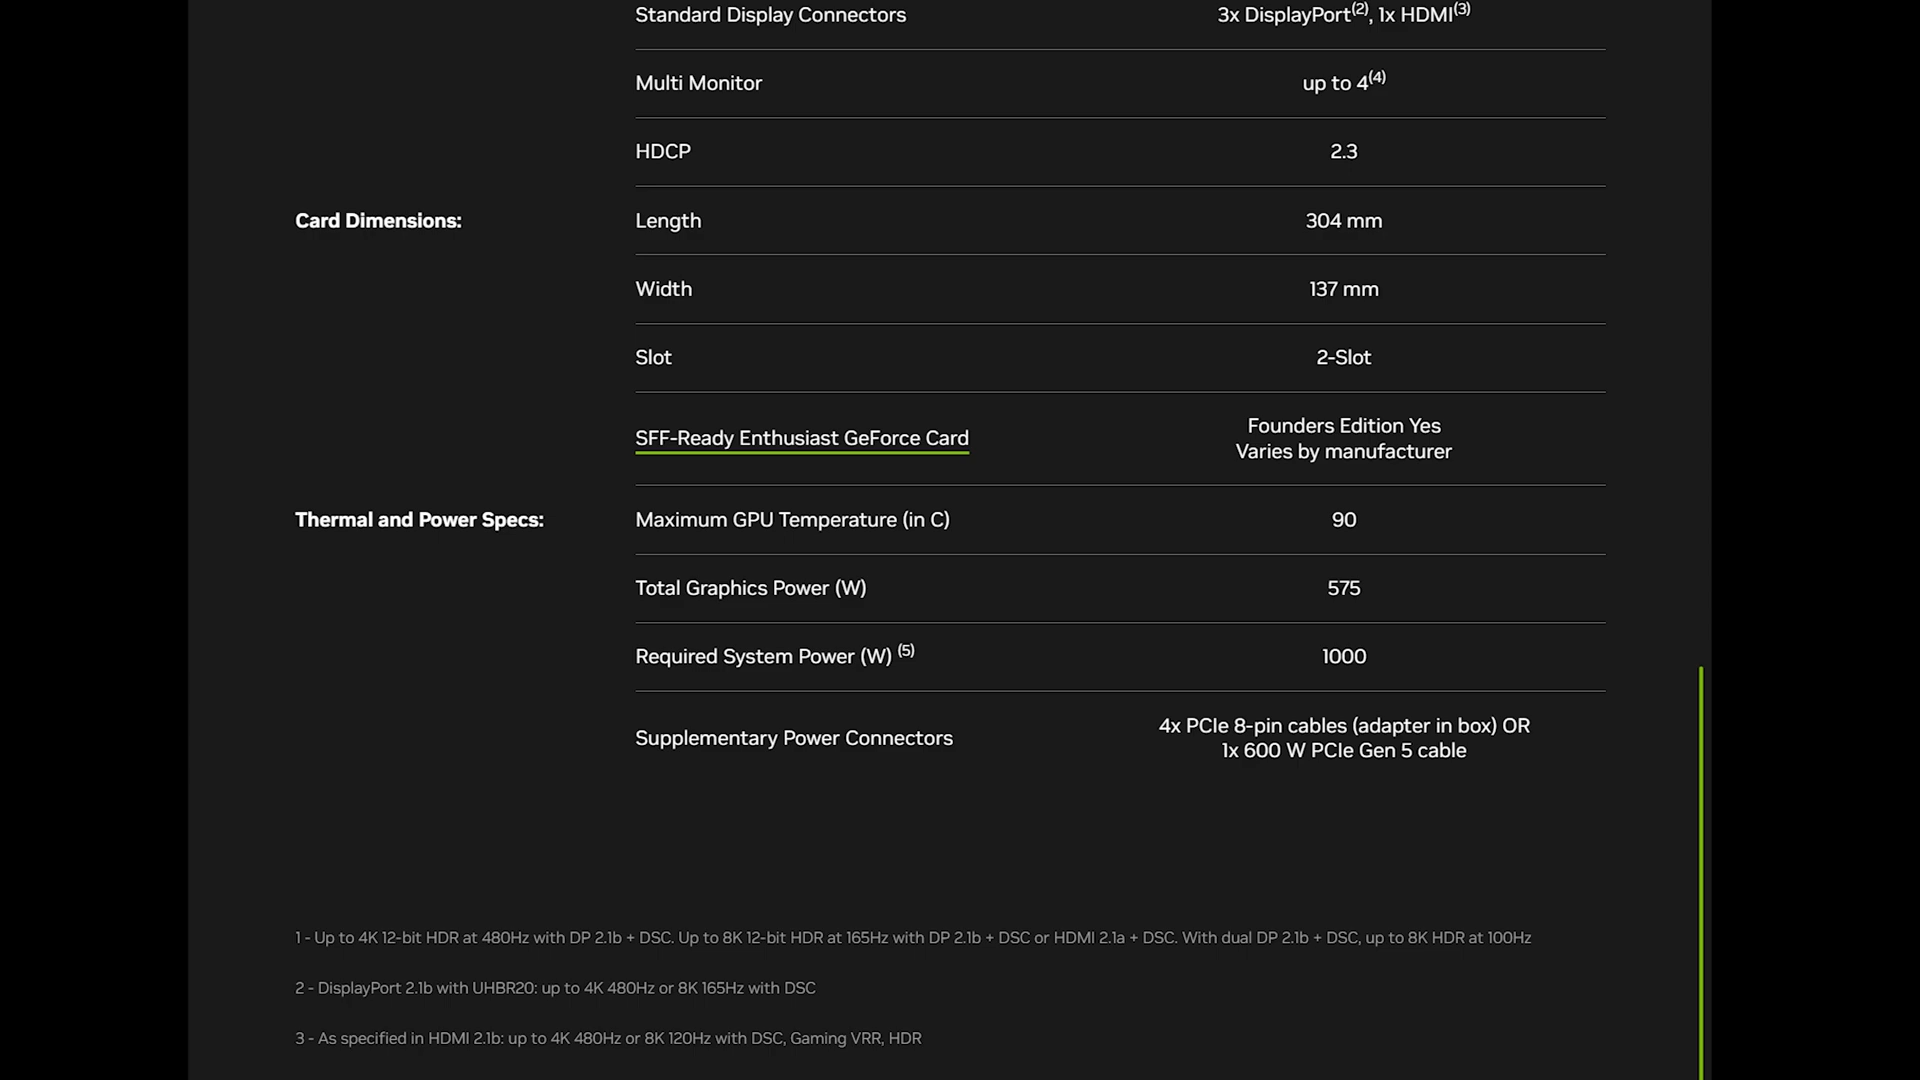 Standard Display Connectors 3x DisplayPort(2), 1x HDMI(3)
Multi Monitor up to 4(4)
HDCP 2.3
Card Dimensions: Length 304 mm
Width 137 mm
Slot 2-Slot
SFF-Ready Enthusiast GeForce Card Founders Edition Yes
Varies by manufacturer
Thermal and Power Specs: Maximum GPU Temperature (in C) 90
Total Graphics Power (W) 575
Required System Power (W) (5) 1000
Supplementary Power Connectors 4x PCIe 8-pin cables (adapter in box) OR
1x 600 W PCIe Gen 5 cable
1 - Up to 4K 12-bit HDR at 480Hz with DP 2.1b + DSC. Up to 8K 12-bit HDR at 165Hz with DP 2.1b + DSC or HDMI 2.1a + DSC. With dual DP 2.1b + DSC, up to 8K HDR at 100Hz
2 - DisplayPort 2.1b with UHBR20: up to 4K 480Hz or 8K 165Hz with DSC
3 - As specified in HDMI 2.1b: up to 4K 480Hz or 8K 120Hz with DSC, Gaming VRR, HDR